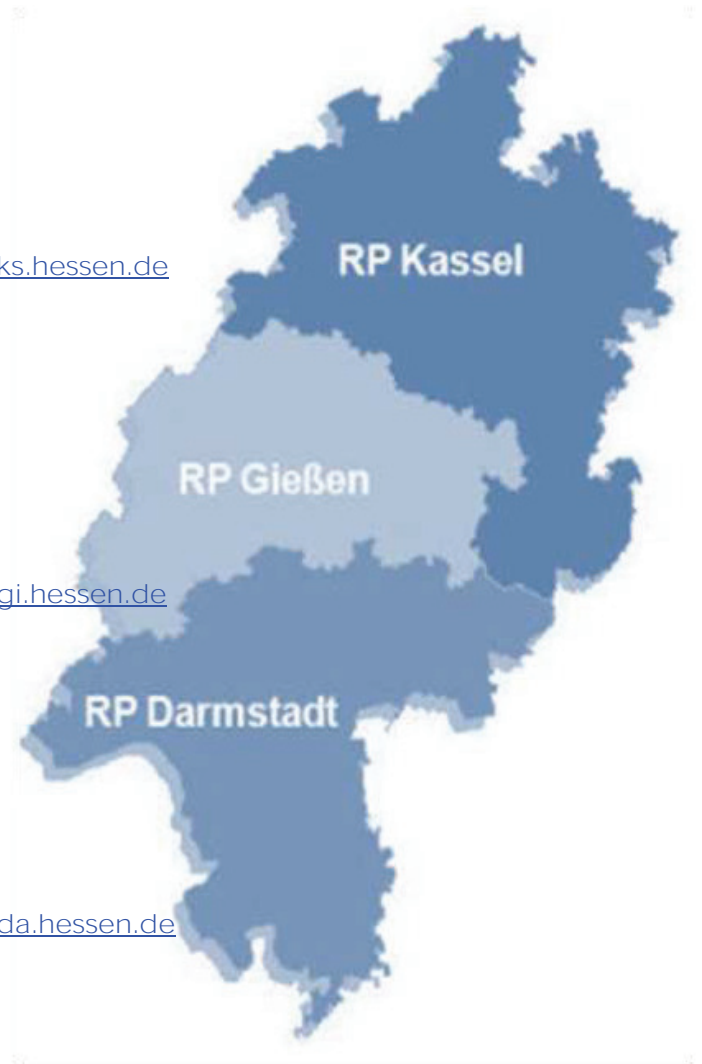 ks.hessen.de
RP Kassel
RP Gießen
gi.hessen.de
RP Darmstadt
da.hessen.de